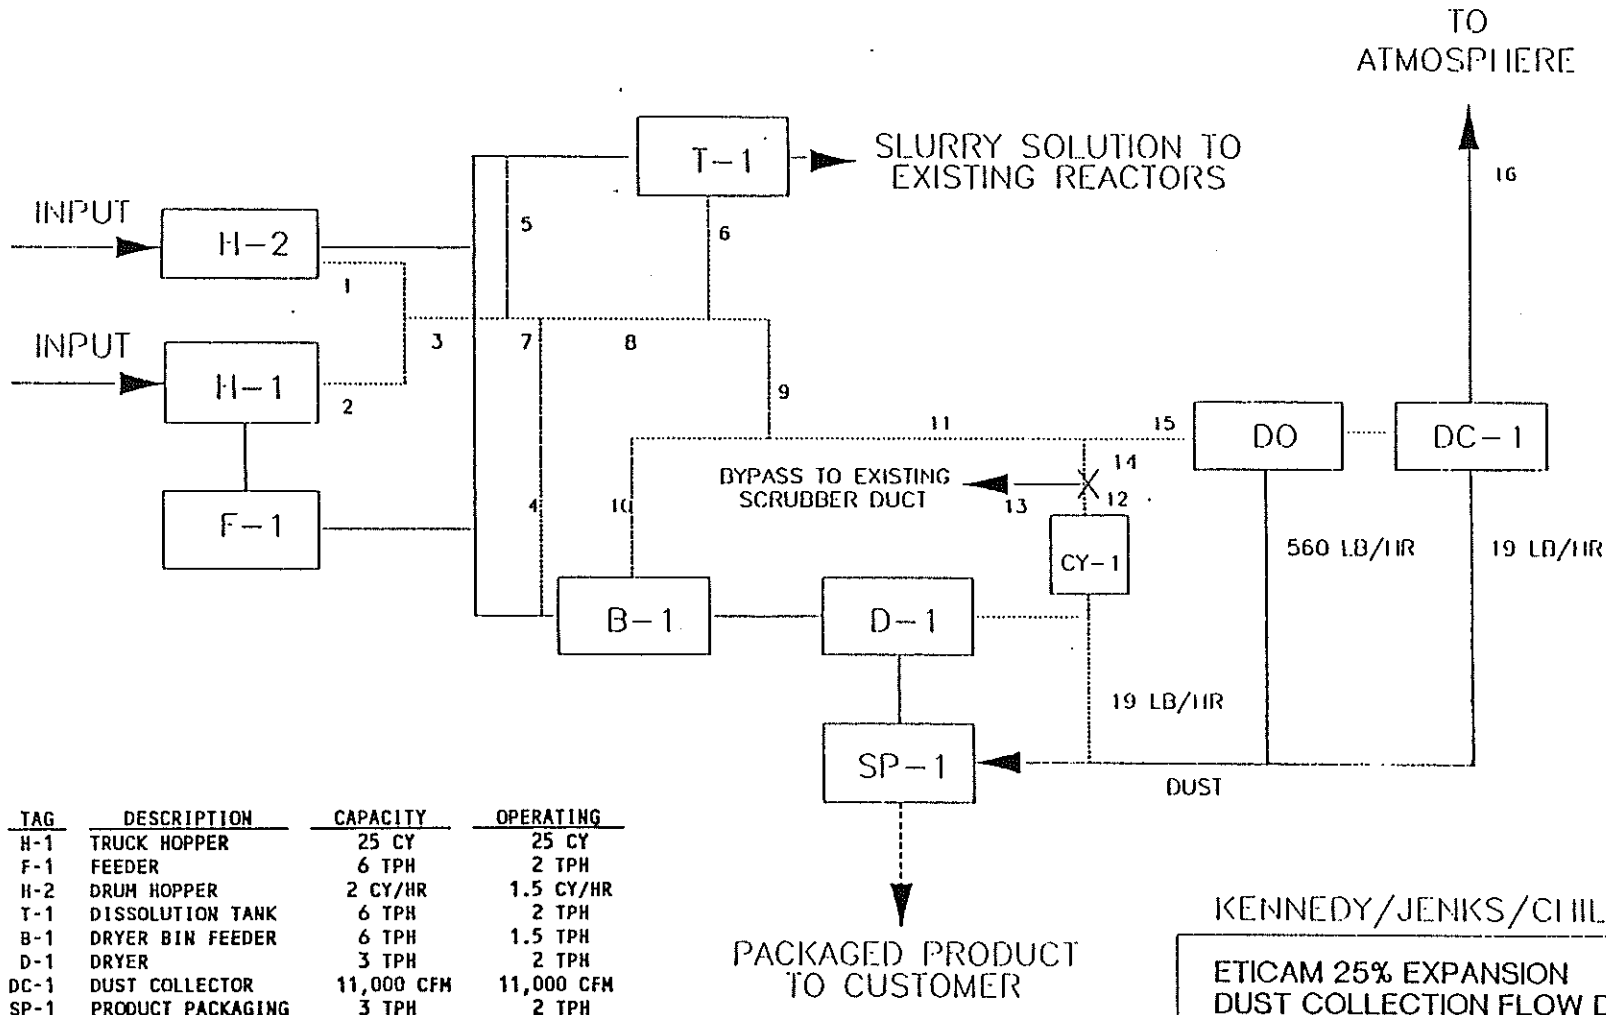 TO
ATMOSPHERE
16
T-1
SLURRY SOLUTION TO
EXISTING REACTORS
INPUT
H-2
5
6
1
INPUT
3
7
8
H-1
2
9
11
15
DO
DC-1
BYPASS TO EXISTING
SCRUBBER DUCT
14
13
12
F-1
4
10
CY-1
560 LB/HR
19 LB/HR
B-1
D-1
19 LB/HR
SP-1
DUST
TAG DESCRIPTION CAPACITY OPERATING
H-1 TRUCK HOPPER 25 CY 25 CY
F-1 FEEDER 6 TPH 2 TPH
H-2 DRUM HOPPER 2 CY/HR 1.5 CY/HR
T-1 DISSOLUTION TANK 6 TPH 2 TPH
B-1 DRYER BIN FEEDER 6 TPH 1.5 TPH
D-1 DRYER 3 TPH 2 TPH
DC-1 DUST COLLECTOR 11,000 CFM 11,000 CFM
SP-1 PRODUCT PACKAGING 3 TPH 2 TPH
PACKAGED PRODUCT
TO CUSTOMER
KENNEDY/JENKS/CHIL
ETICAM 25% EXPANSION
DUST COLLECTION FLOW D